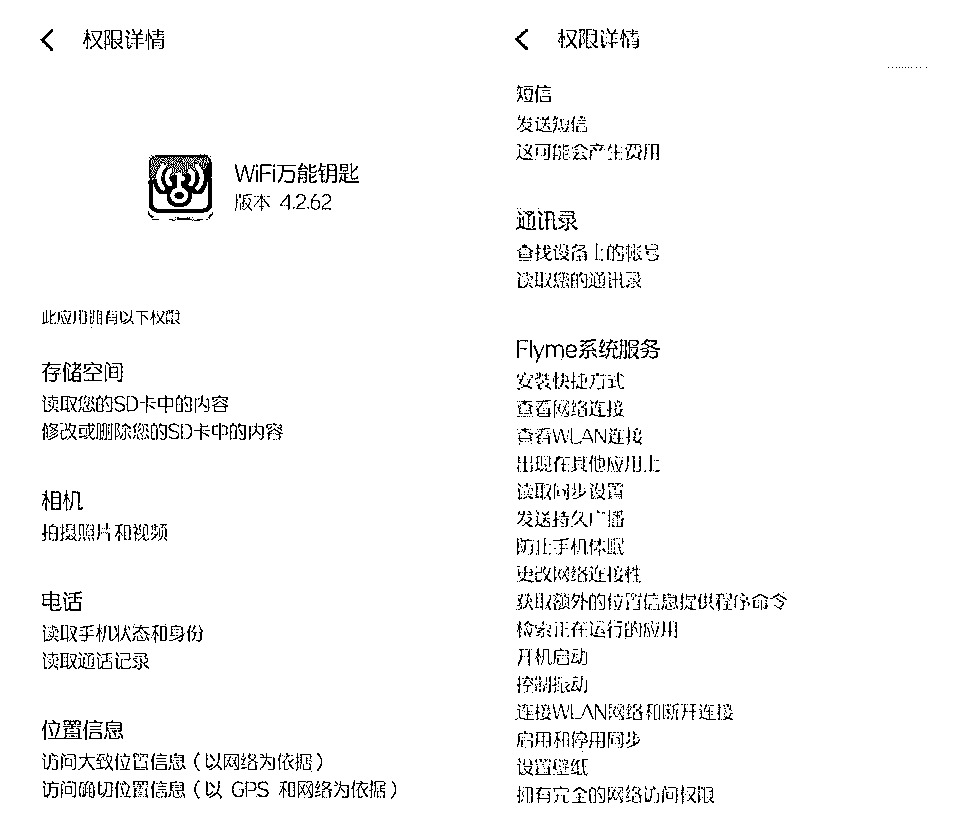 权限详情
WiFi万能钥匙
版本 4.2.62
此应用拥有以下权限
存储空间
读取您的SD卡中的内容
修改或删除您的SD卡中的内容
相机
拍摄照片和视频
电话
读取手机状态和身份
读取通话记录
位置信息
访问大致位置信息（以网络为依据）
访问确切位置信息（以 GPS 和网络为依据）
权限详情
短信
发送短信
这可能会产生费用
通讯录
查找设备上的帐号
读取您的通讯录
Flyme系统服务
安装快捷方式
查看网络连接
查看WLAN连接
出现在其他应用上
读取同步设置
发送持久广播
防止手机休眠
更改网络连接性
获取额外的位置信息提供程序命令
检索正在运行的应用
开机启动
控制振动
连接WLAN网络和断开连接
启用和停用同步
设置壁纸
拥有完全的网络访问权限